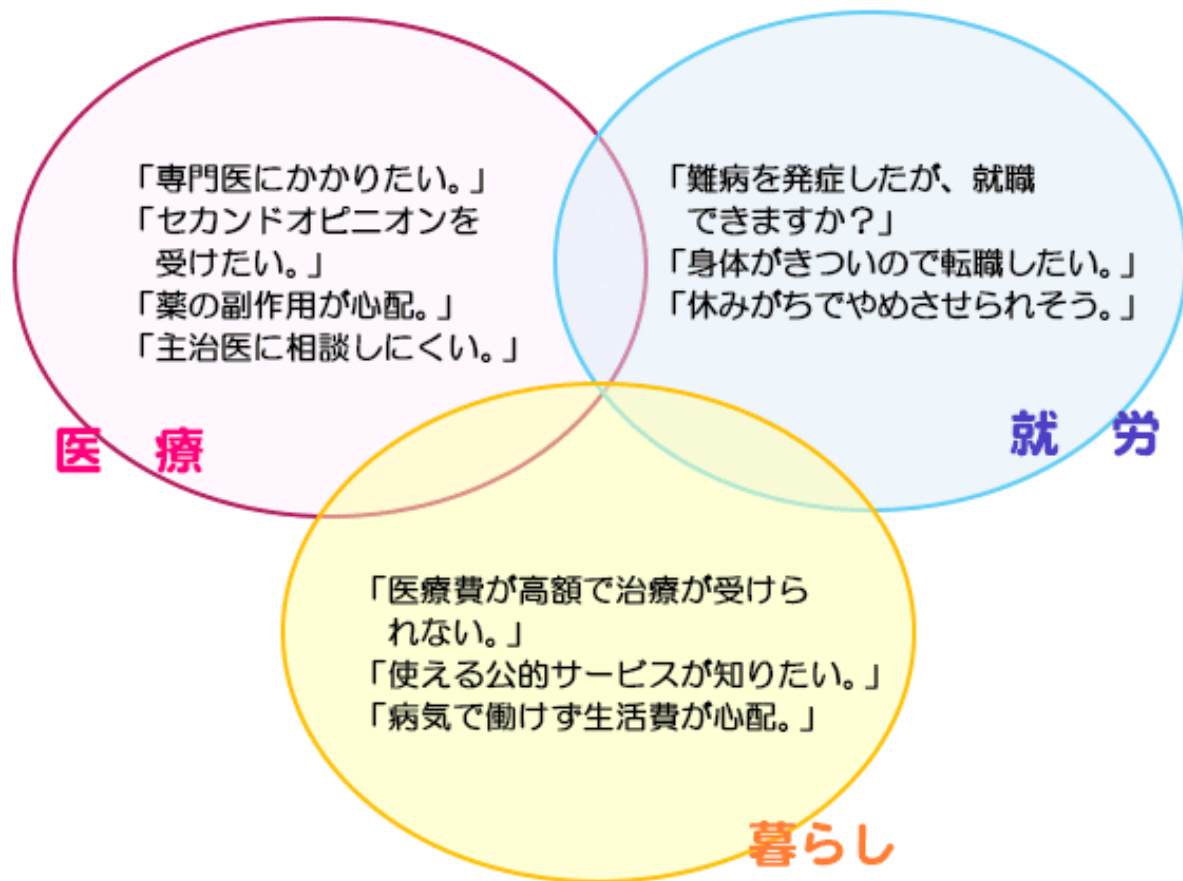 「専門医にかかりたい。」
「セカンドオピニオンを
受けたい。」
「薬の副作用が心配。」
「主治医に相談しにくい。」
医 療
「難病を発症したが、就職
できますか？」
「身体がきついので転職したい。」
「休みがちでやめさせられそう。」
就 労
「医療費が高額で治療が受けら
れない。」
「使える公的サービスが知りたい。」
「病気で働けず生活費が心配。」
暮らし